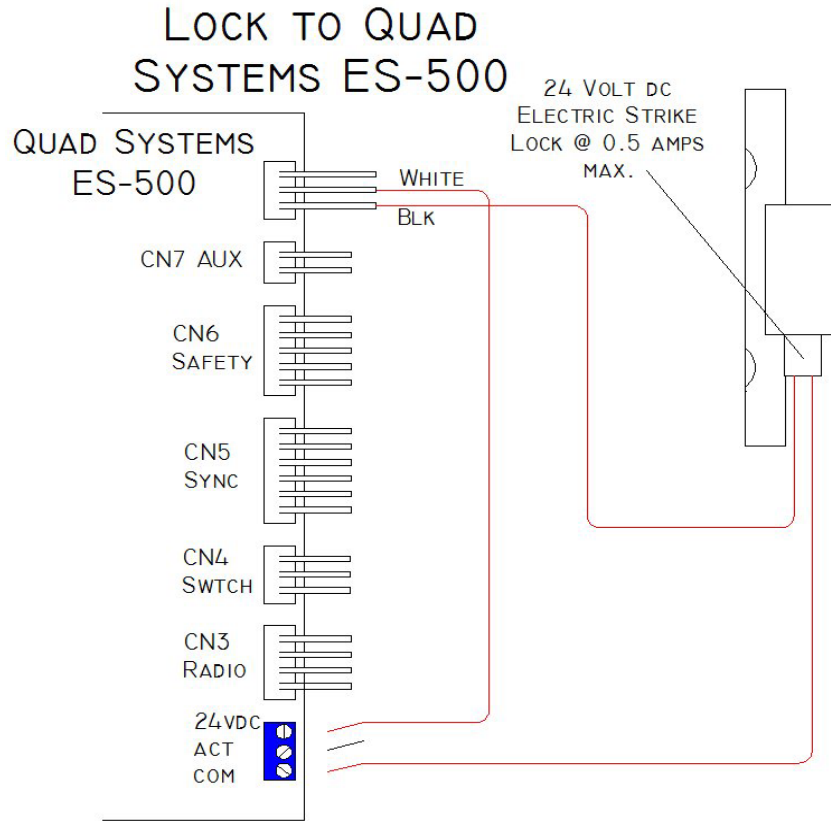 LOCK TO QUAD
SYSTEMS ES-500
24 VOLT DC
ELECTRIC STRIKE
LOCK @ 0.5 AMPS
MAX.
QUAD SYSTEMS
ES-500
WHITE
BLK
CN7 AUX
CN6
SAFETY
CN5
SYNC
CN4
SWTCH
CN3
RADIO
24VDC
ACT
COM